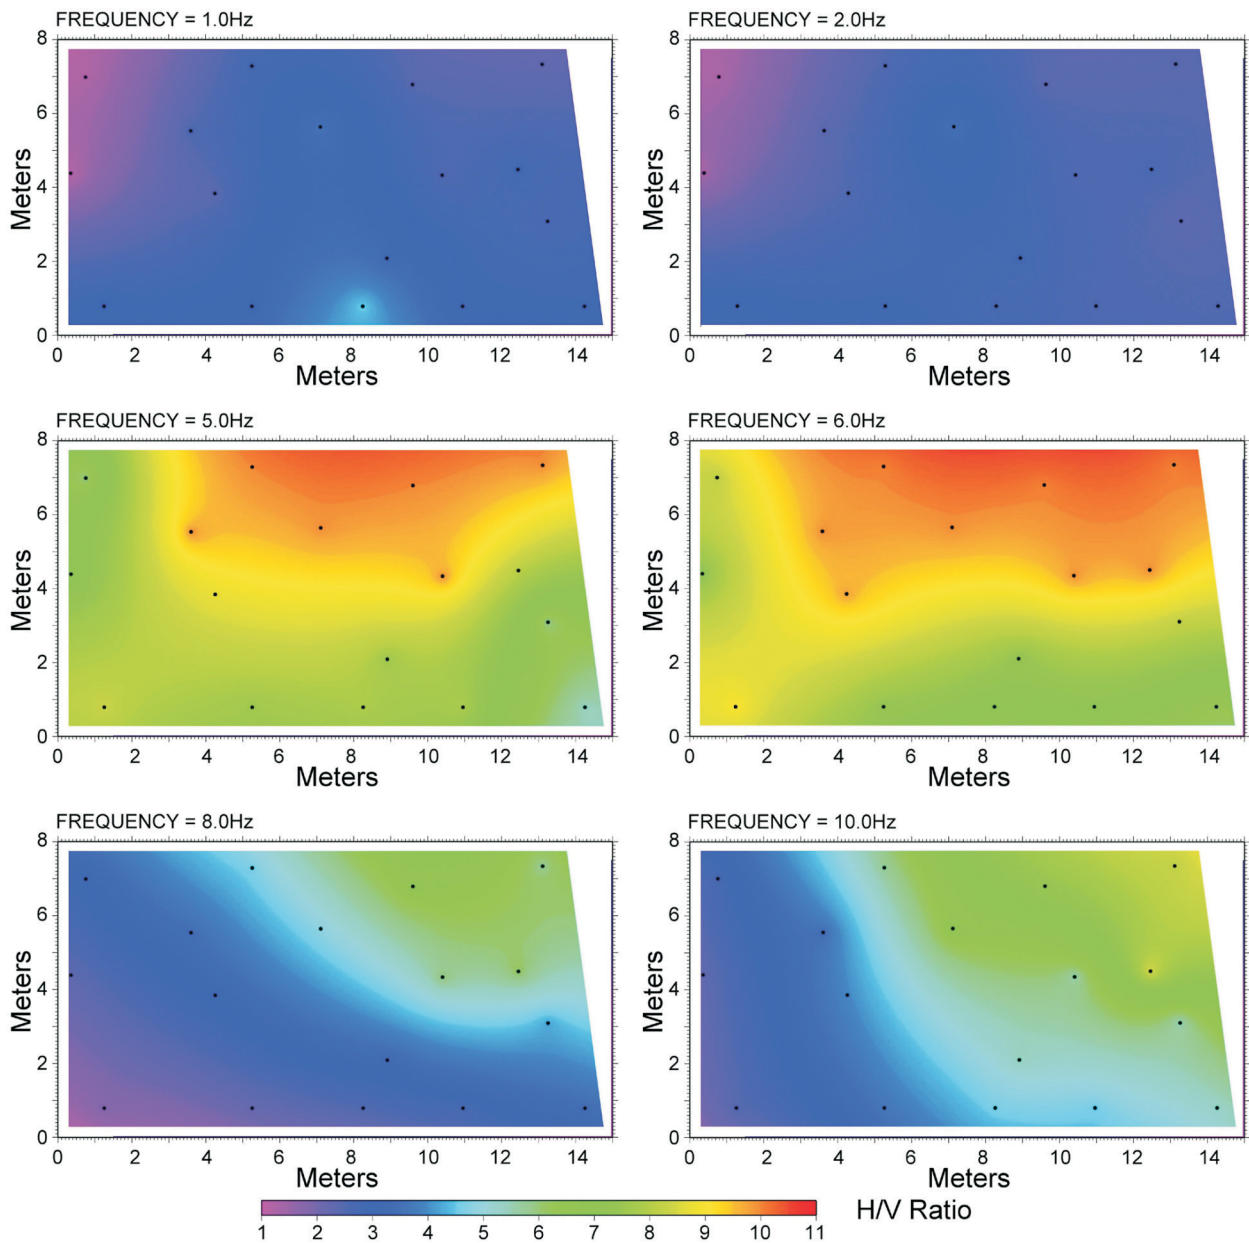 FREQUENCY = 1.0Hz
8
6
4
2
0
Meters
0 2 4 6 8 10 12 14
Meters
FREQUENCY = 2.0Hz
8
6
4
2
0
Meters
0 2 4 6 8 10 12 14
Meters
FREQUENCY = 5.0Hz
8
6
4
2
0
Meters
0 2 4 6 8 10 12 14
Meters
FREQUENCY = 6.0Hz
8
6
4
2
0
Meters
0 2 4 6 8 10 12 14
Meters
FREQUENCY = 8.0Hz
8
6
4
2
0
Meters
0 2 4 6 8 10 12 14
Meters
FREQUENCY = 10.0Hz
8
6
4
2
0
Meters
0 2 4 6 8 10 12 14
Meters
H/V Ratio
1 2 3 4 5 6 7 8 9 10 11